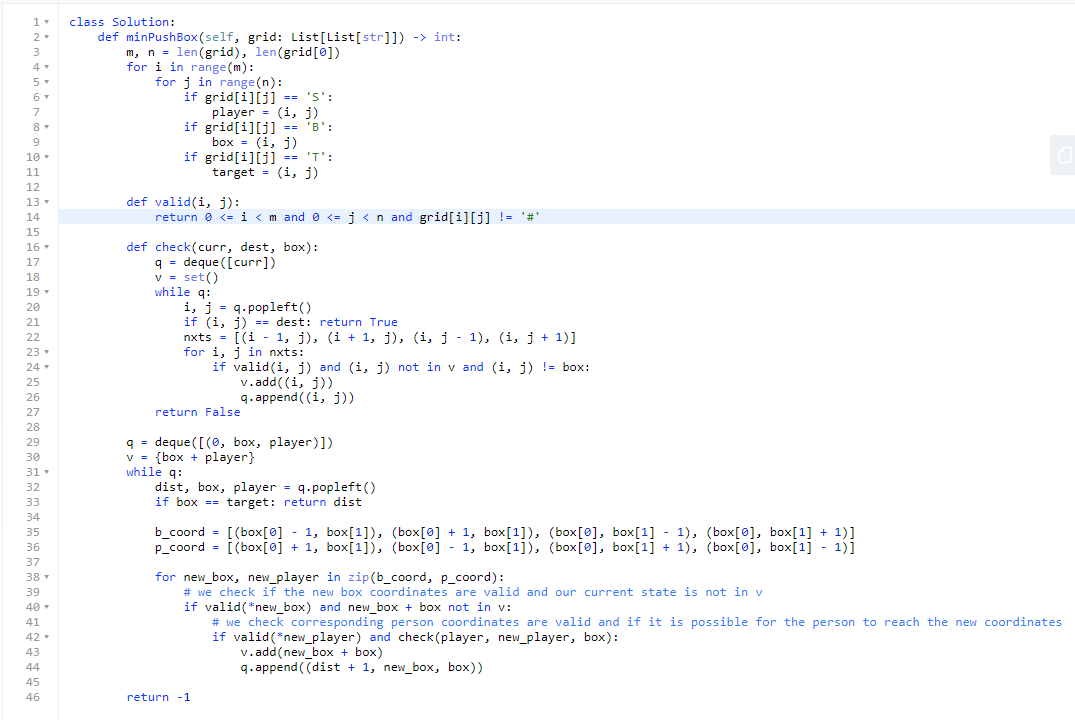 1 class Solution:
2     def minPushBox(self, grid: List[List[str]]) -> int:
3         m, n = len(grid), len(grid[0])
4         for i in range(m):
5             for j in range(n):
6                 if grid[i][j] == 'S':
7                     player = (i, j)
8                 if grid[i][j] == 'B':
9                     box = (i, j)
10                 if grid[i][j] == 'T':
11                     target = (i, j)
12
13         def valid(i, j):
14             return 0 <= i < m and 0 <= j < n and grid[i][j] != '#'
15
16         def check(curr, dest, box):
17             q = deque([curr])
18             v = set()
19             while q:
20                 i, j = q.popleft()
21                 if (i, j) == dest: return True
22                 nxts = [(i - 1, j), (i + 1, j), (i, j - 1), (i, j + 1)]
23                 for i, j in nxts:
24                     if valid(i, j) and (i, j) not in v and (i, j) != box:
25                         v.add((i, j))
26                         q.append((i, j))
27             return False
28
29         q = deque([(0, box, player)])
30         v = {box + player}
31         while q:
32             dist, box, player = q.popleft()
33             if box == target: return dist
34
35             b_coord = [(box[0] - 1, box[1]), (box[0] + 1, box[1]), (box[0], box[1] - 1), (box[0], box[1] + 1)]
36             p_coord = [(box[0] + 1, box[1]), (box[0] - 1, box[1]), (box[0], box[1] + 1), (box[0], box[1] - 1)]
37
38             for new_box, new_player in zip(b_coord, p_coord):
39                 # we check if the new box coordinates are valid and our current state is not in v
40                 if valid(*new_box) and new_box + box not in v:
41                     # we check corresponding person coordinates are valid and if it is possible for the person to reach the new coordinates
42                     if valid(*new_player) and check(player, new_player, box):
43                         v.add(new_box + box)
44                         q.append((dist + 1, new_box, box))
45
46         return -1